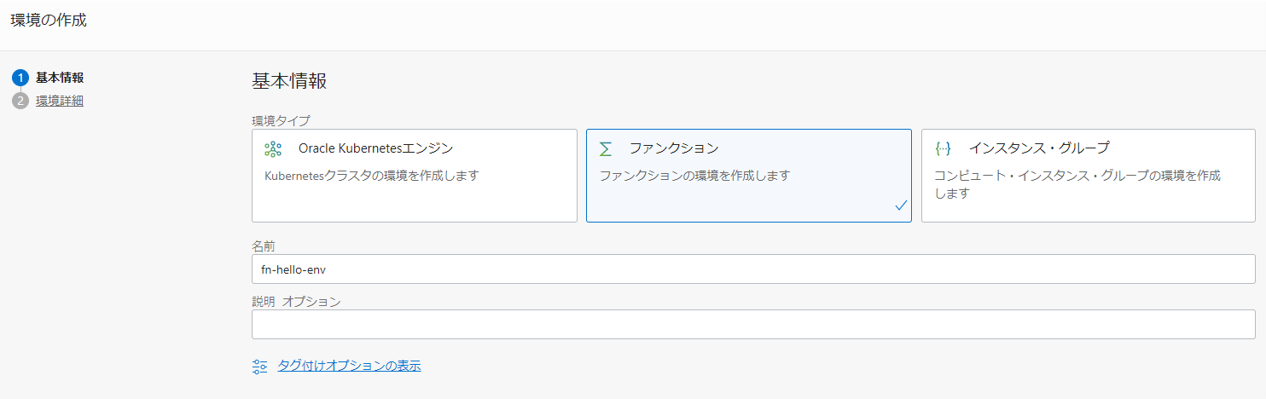 環境の作成
1 基本情報
2 環境詳細
基本情報
環境タイプ
Oracle Kubernetesエンジン
Kubernetesクラスタの環境を作成します
ファンクション
ファンクションの環境を作成します
インスタンス・グループ
コンピュート・インスタンス・グループの環境を作成
します
名前
fn-hello-env
説明 オプション
タグ付けオプションの表示